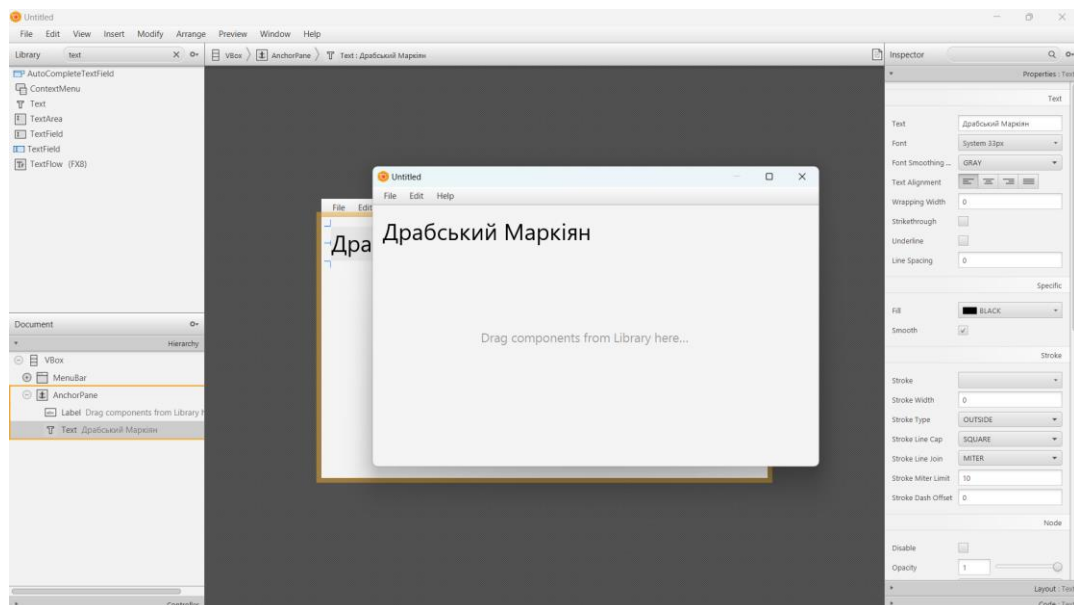 Untitled
File Edit View Insert Modify Arrange Preview Window Help
Library text
VBox AnchorPane Text : Драбський Маркіян
Inspector
AutoCompleteTextField
ContextMenu
Text
TextArea
TextField
TextField
TextFlow (FX8)
Document
Hierarchy
VBox
MenuBar
AnchorPane
Label Drag components from Library h
Text Драбський Маркіян
File Edit
Дра
Untitled
File Edit Help
Драбський Маркіян
Drag components from Library here...
Properties : Text
Text
Text Драбський Маркіян
Font System 33px
Font Smoothing ... GRAY
Text Alignment
Wrapping Width 0
Strikethrough
Underline
Line Spacing 0
Specific
Fill BLACK
Smooth
Stroke
Stroke
Stroke Width 0
Stroke Type OUTSIDE
Stroke Line Cap SQUARE
Stroke Line Join MITER
Stroke Miter Limit 10
Stroke Dash Offset 0
Node
Disable
Opacity 1
Layout : Text